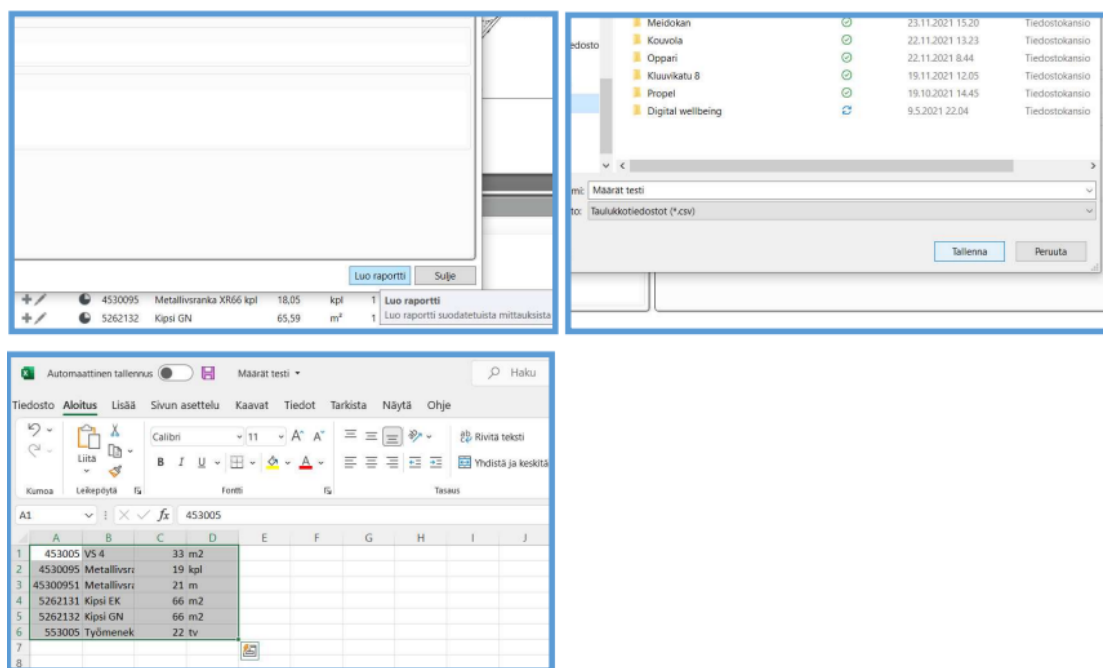 Luo raportti Sulje
4530095 Metallivsranka XR66 kpl 18,05 kpl 1
Luo raportti
5262132 Kipsi GN 65,59 m² 1
Luo raportti suodatetuista mittauksista
Meidokan 23.11.2021 15.20 Tiedostokansio
edosto
Kouvola 22.11.2021 13.23 Tiedostokansio
Oppari 22.11.2021 8.44 Tiedostokansio
Kluuvikatu 8 19.11.2021 12.05 Tiedostokansio
Propel 19.10.2021 14.45 Tiedostokansio
Digital wellbeing 9.5.2021 22.04 Tiedostokansio
mi: Määrät testi
to: Taulukkotiedostot (*.csv)
Tallenna Peruuta
Automaattinen tallennus Määrät testi Haku
Tiedosto Aloitus Lisää Sivun asettelu Kaavat Tiedot Tarkista Näytä Ohje
Calibri 11 A A Rivitä teksti
Liitä
B I U A Yhdistä ja keskitä
Kumoa Leikepöytä Fontti Tasaus
A1 fx 453005
A B C D E F G H I J
1 453005 VS 4 33 m2
2 4530095 Metallivsra 19 kpl
3 45300951 Metallivsra 21 m
4 5262131 Kipsi EK 66 m2
5 5262132 Kipsi GN 66 m2
6 553005 Työmenek 22 tv
7
8